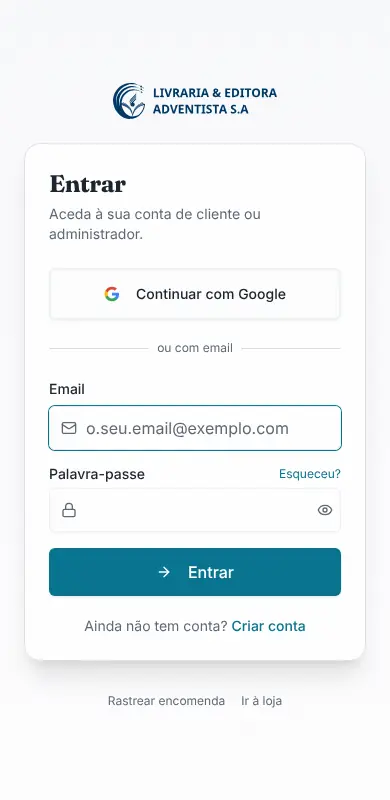 LIVRARIA & EDITORA
ADVENTISTA S.A
Entrar
Aceda à sua conta de cliente ou
administrador.
Continuar com Google
ou com email
Email
o.seu.email@exemplo.com
Palavra-passe
Esqueceu?
Entrar
Ainda não tem conta? Criar conta
Rastrear encomenda
Ir à loja